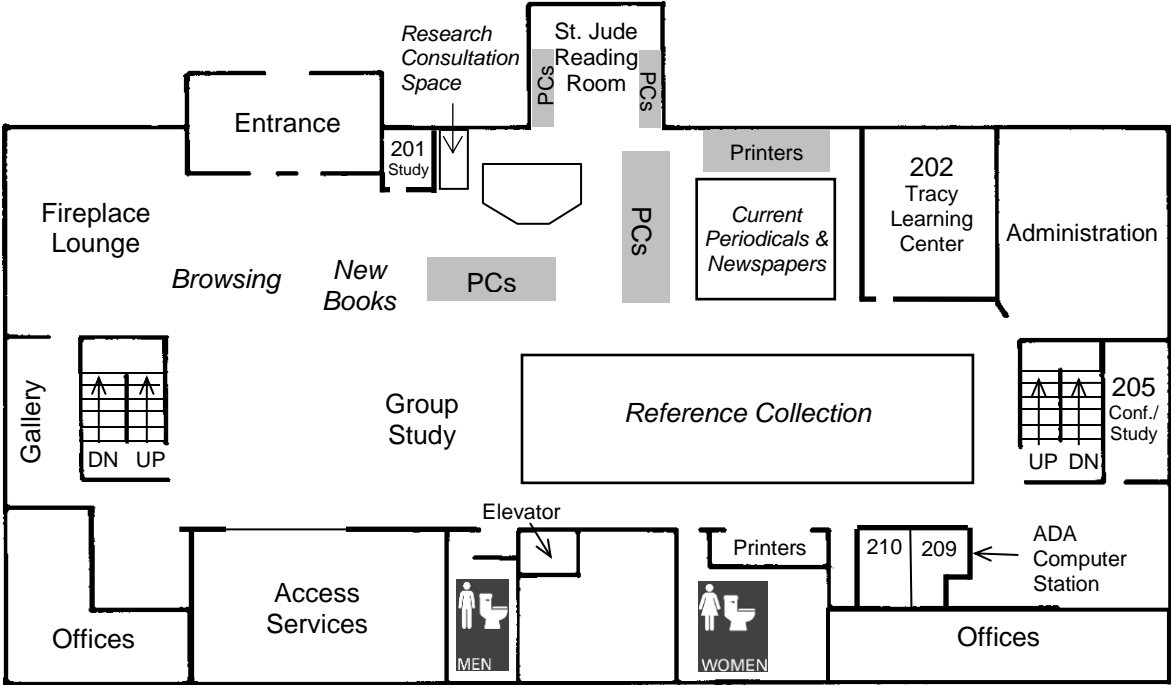 Research
Consultation
Space
St. Jude
Reading
Room
PCs
PCs
Entrance
201
Study
Printers
202
Tracy
Learning
Center
Administration
Fireplace
Lounge
Browsing
New
Books
PCs
PCs
Current
Periodicals &
Newspapers
Gallery
DN UP
Group
Study
Reference Collection
UP DN
205
Conf./
Study
Elevator
Printers
210
209
ADA
Computer
Station
Offices
Access
Services
MEN
WOMEN
Offices